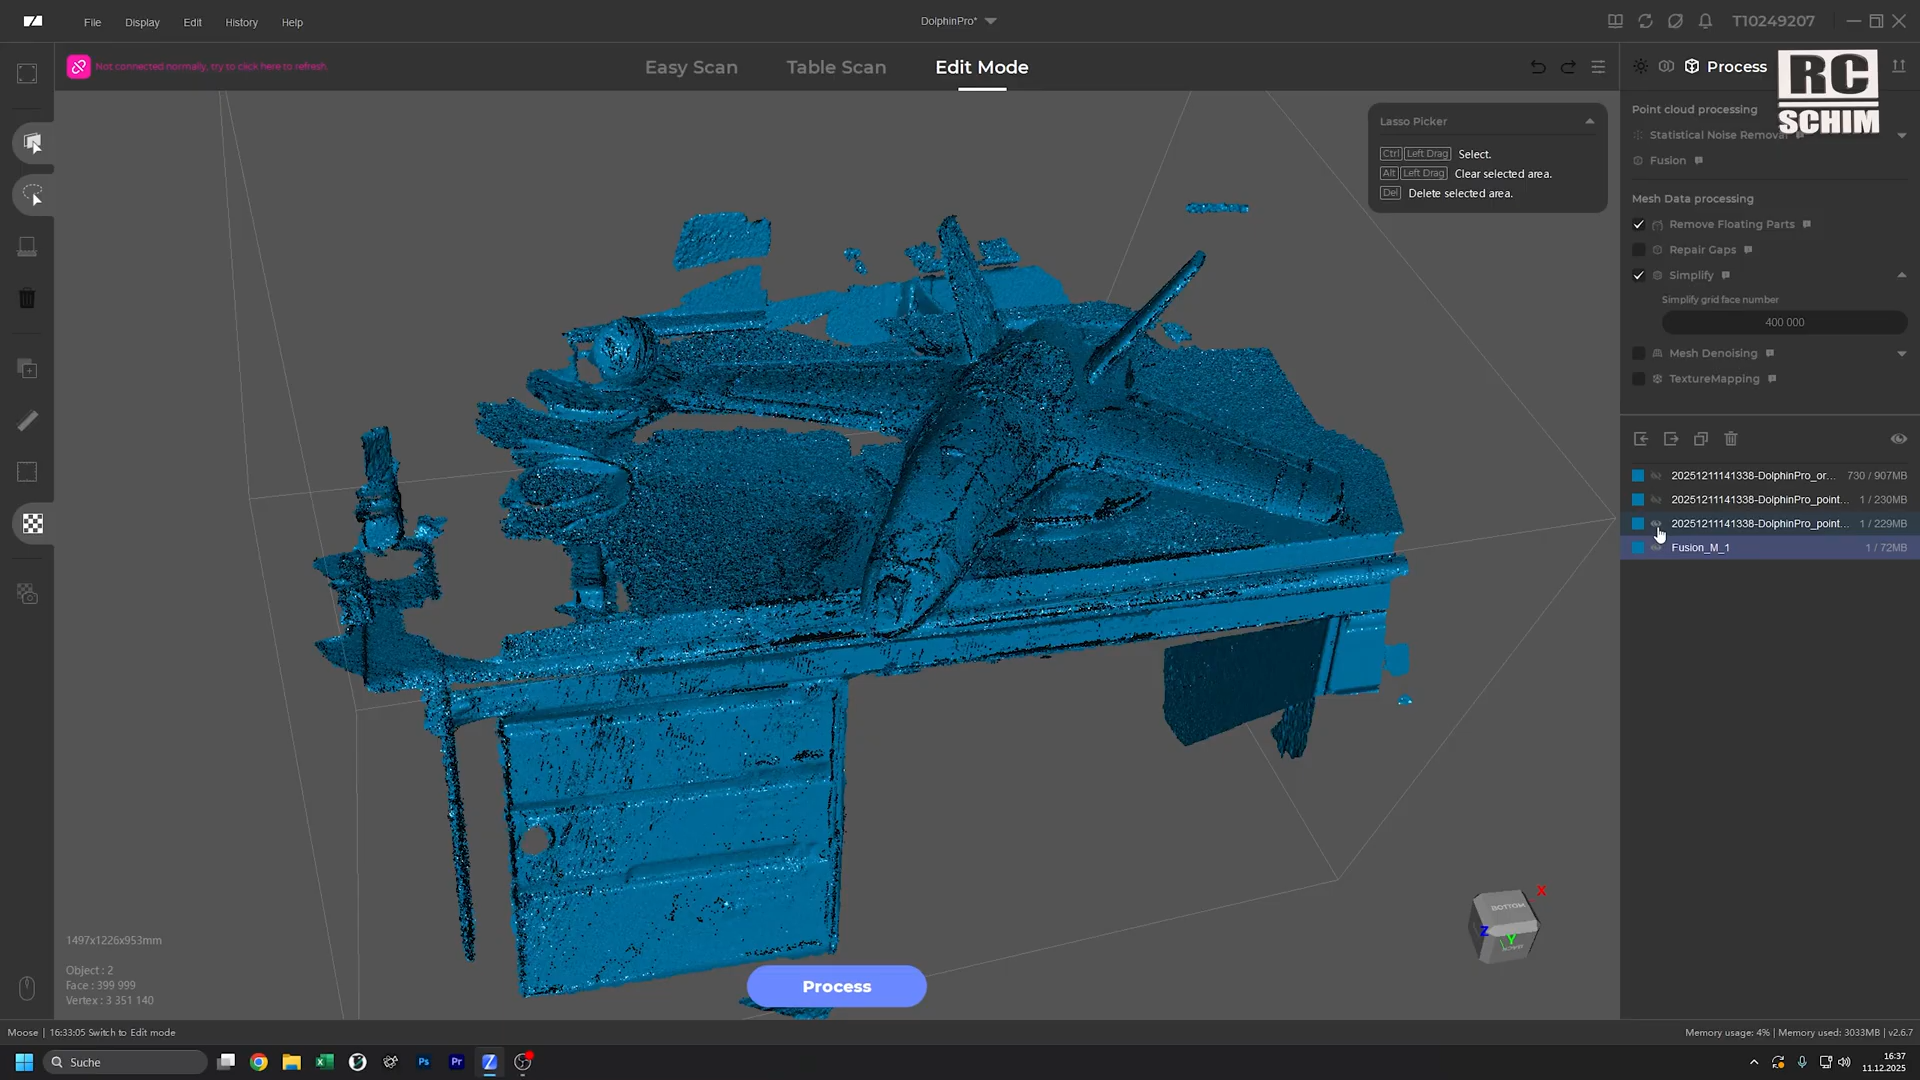 File Display Edit History Help
DolphinPro*
T10249207
Not connected normally, try to click here to refresh.
Easy Scan Table Scan Edit Mode
Process
RC
SCHIM
Lasso Picker
Ctrl Left Drag Select.
Alt Left Drag Clear selected area.
Del Delete selected area.
Point cloud processing
Statistical Noise Removal
Fusion
Mesh Data processing
Remove Floating Parts
Repair Gaps
Simplify
Simplify grid face number
400 000
Mesh Denoising
TextureMapping
20251211141338-DolphinPro_or... 730 / 907MB
20251211141338-DolphinPro_point... 1 / 230MB
20251211141338-DolphinPro_point... 1 / 229MB
Fusion_M_1 1 / 72MB
BOTTOM
X
Z
Y
1497x1226x953mm
Object : 2
Face : 399 999
Vertex : 3 351 140
Process
Moose | 16:33:05 Switch to Edit mode
Memory usage: 4% | Memory used: 3033MB | v2.6.7
Suche
Ps
Pr
16:37
11.12.2025